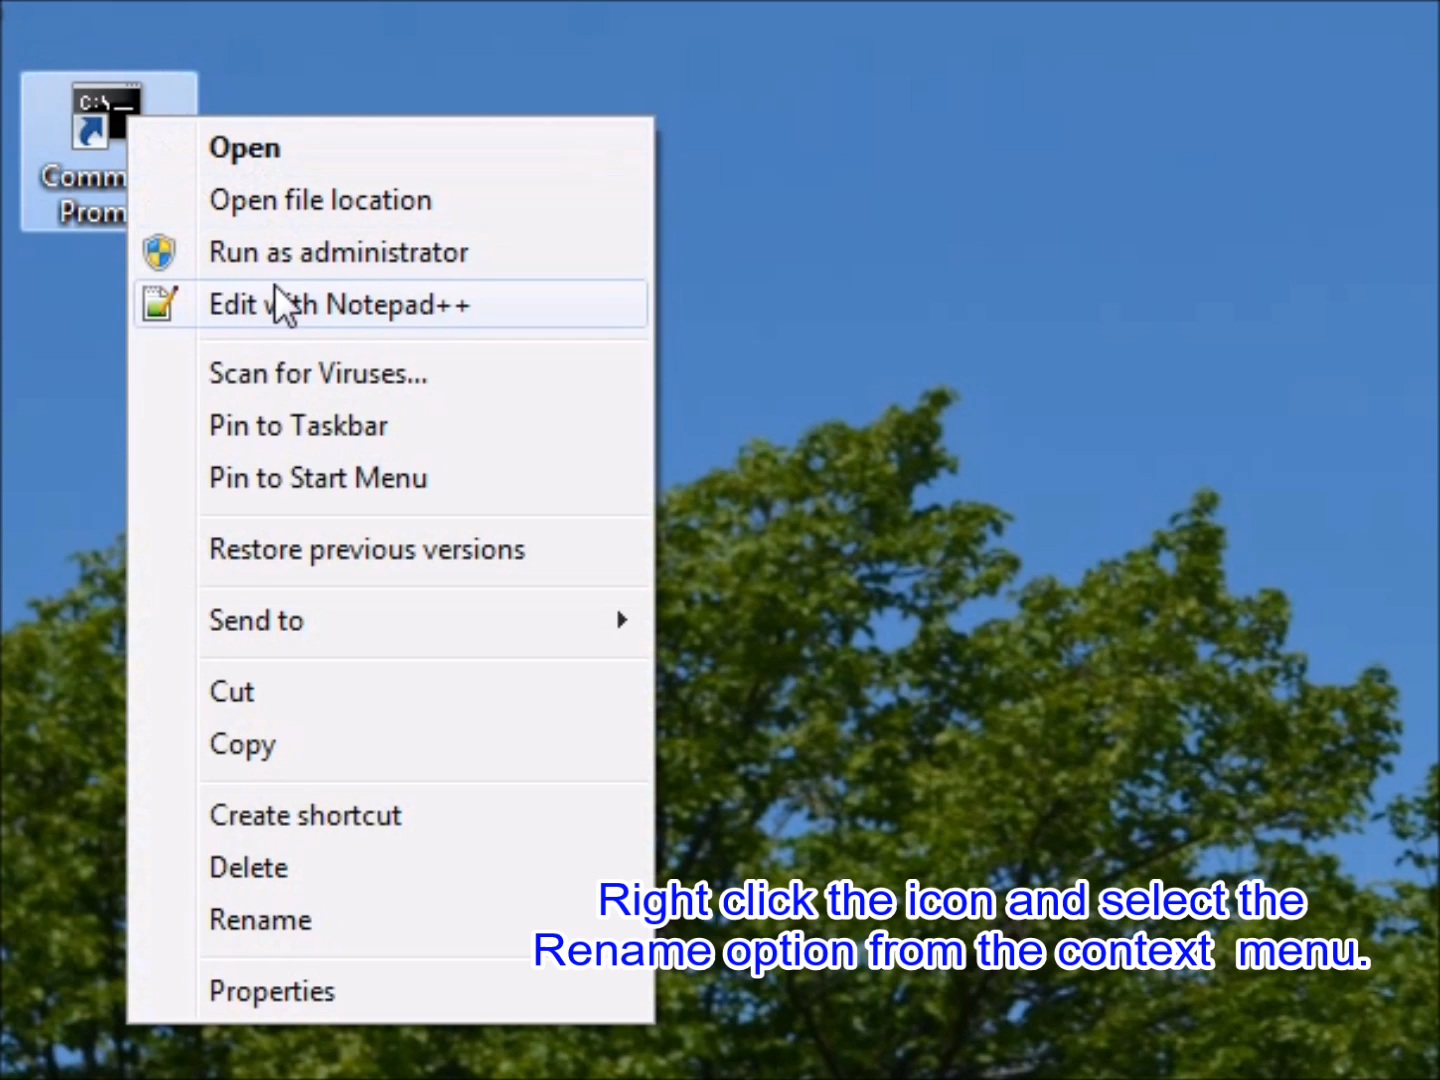 C:\
Comm
Prom
Open
Open file location
Run as administrator
Edit with Notepad++
Scan for Viruses...
Pin to Taskbar
Pin to Start Menu
Restore previous versions
Send to
Cut
Copy
Create shortcut
Delete
Rename
Properties
Right click the icon and select the
Rename option from the context menu.